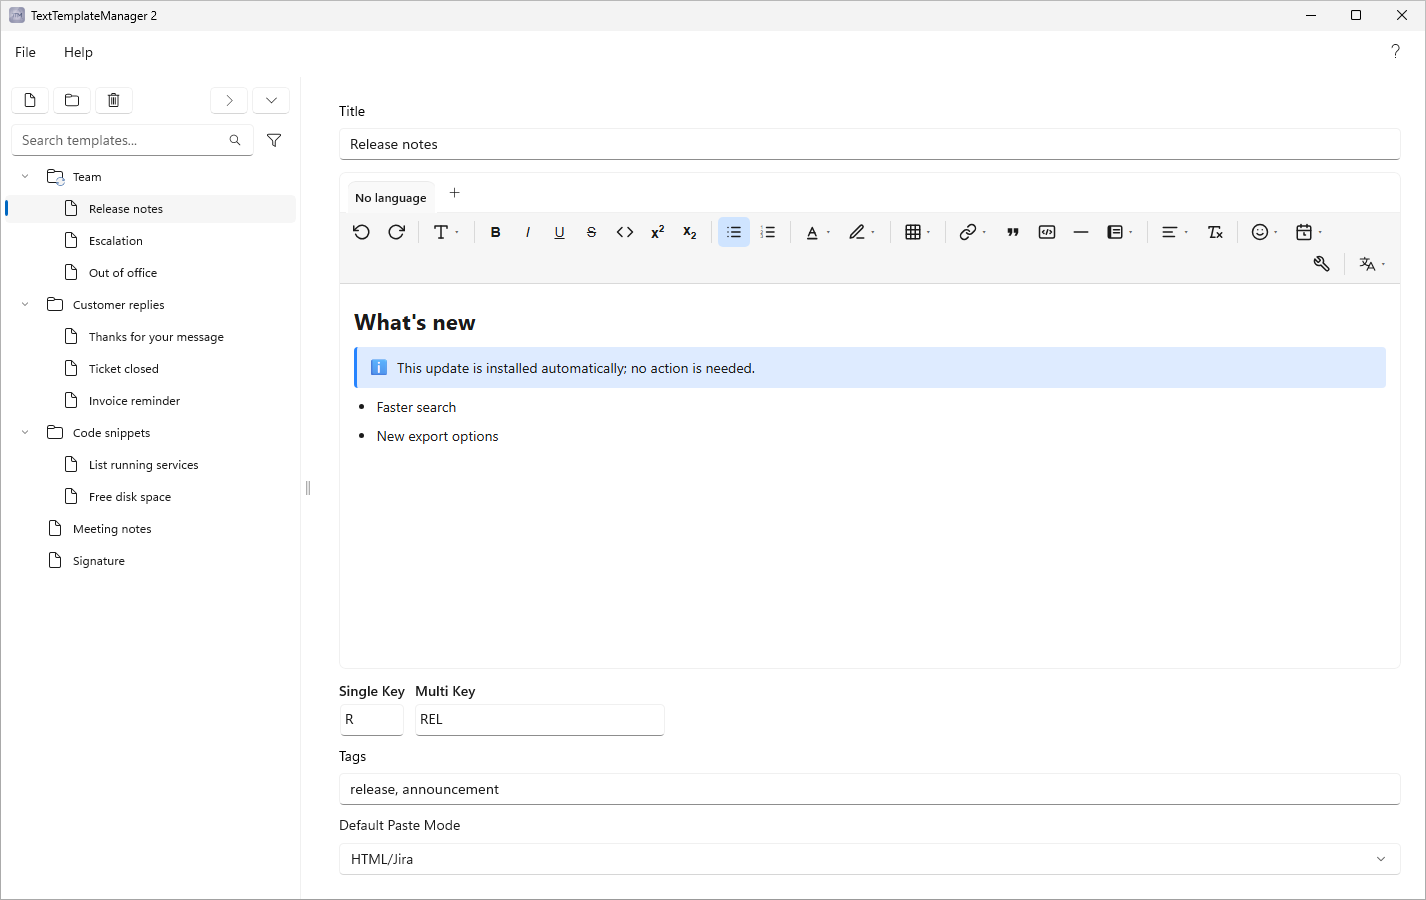 TextTemplateManager 2
File Help ?
Search templates...
Team
Release notes
Escalation
Out of office
Customer replies
Thanks for your message
Ticket closed
Invoice reminder
Code snippets
List running services
Free disk space
Meeting notes
Signature
Title
Release notes
No language
What's new
This update is installed automatically; no action is needed.
Faster search
New export options
Single Key Multi Key
R REL
Tags
release, announcement
Default Paste Mode
HTML/Jira